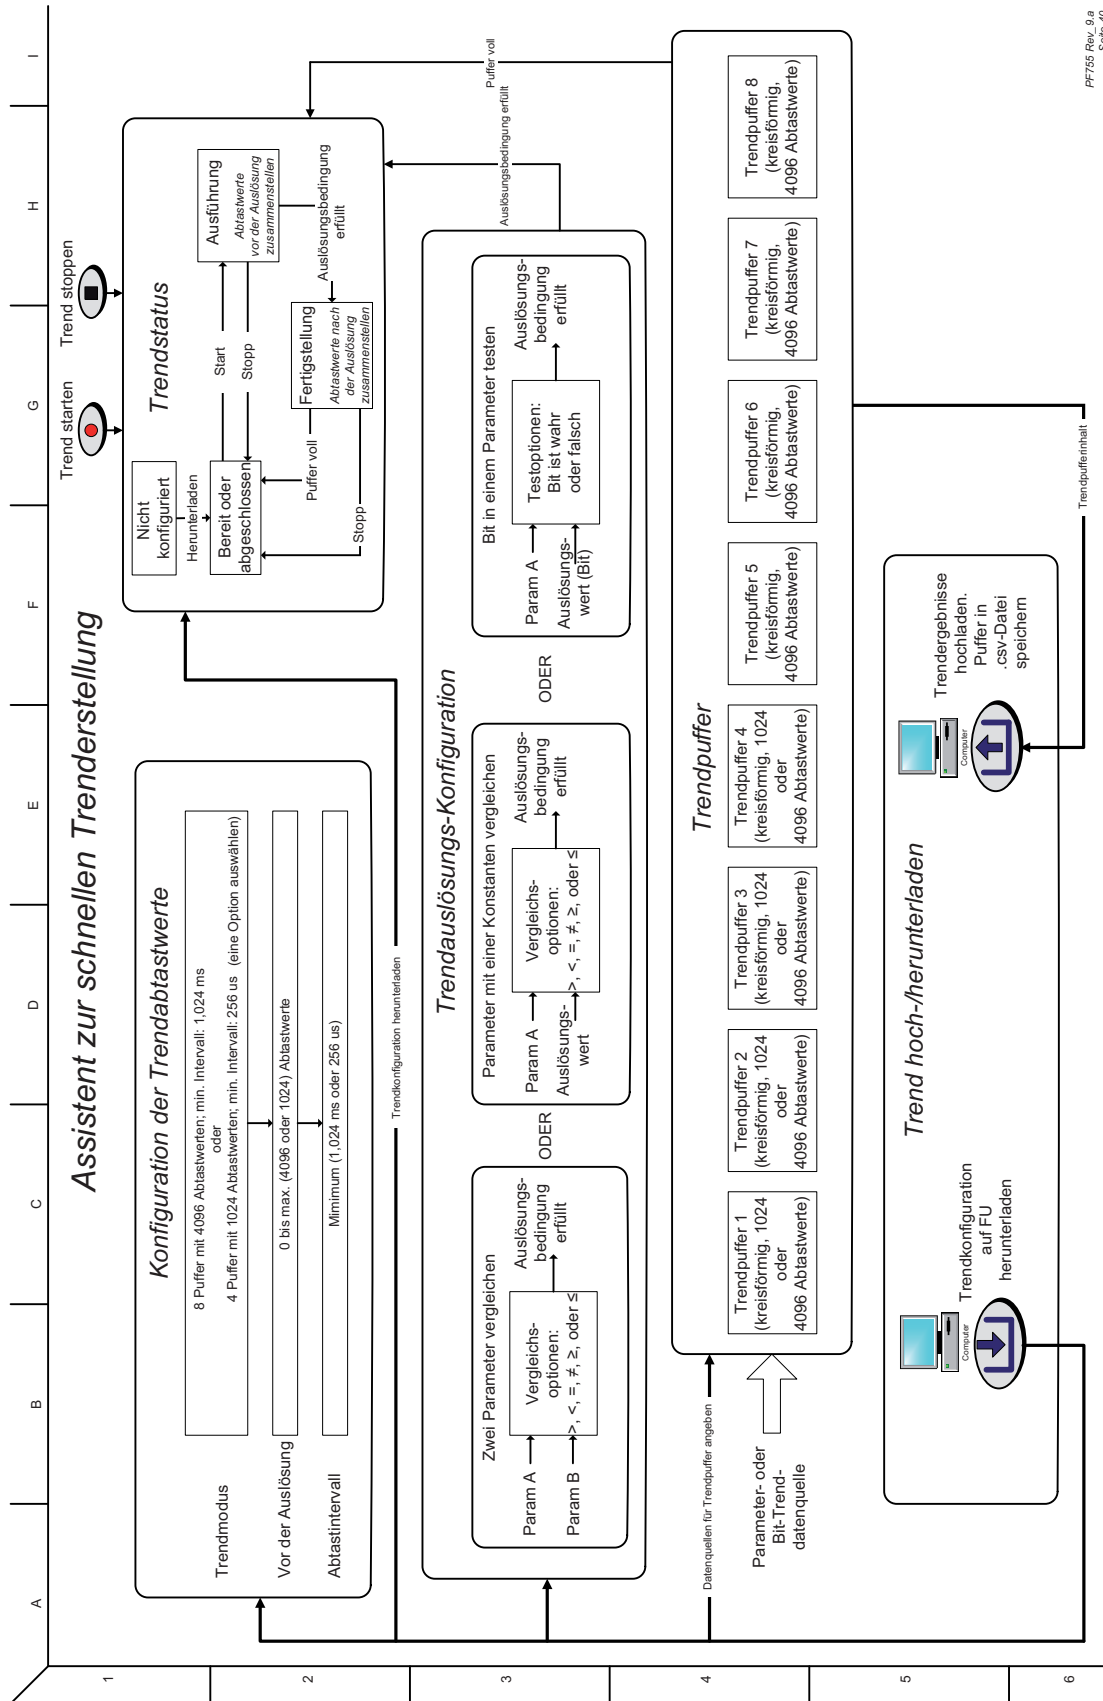 A
B
C
D
E
F
G
H
I
1
2
3
4
5
6
Assistent zur schnellen Trenderstellung
Trend starten
Trend stoppen
Konfiguration der Trendabtastwerte
Trendmodus
8 Puffer mit 4096 Abtastwerten; min. Intervall: 1,024 ms
oder
4 Puffer mit 1024 Abtastwerten; min. Intervall: 256 us (eine Option auswählen)
Vor der Auslösung
0 bis max. (4096 oder 1024) Abtastwerte
Abtastintervall
Mimimum (1,024 ms oder 256 us)
Trendstatus
Nicht
konfiguriert
Herunterladen
Bereit oder
abgeschlossen
Start
Stopp
Ausführung
Abtastwerte
vor der Auslösung
zusammenstellen
Auslösungsbedingung
erfüllt
Fertigstellung
Abtastwerte nach
der Auslösung
zusammenstellen
Puffer voll
Stopp
Trendkonfiguration herunterladen
Trendauslösungs-Konfiguration
Zwei Parameter vergleichen
Param A
Param B
Vergleichs-
optionen:
>, <, =, ≠, ≥, oder ≤
Auslösungs-
bedingung
erfüllt
ODER
Parameter mit einer Konstanten vergleichen
Param A
Auslösungs-
wert
Vergleichs-
optionen:
>, <, =, ≠, ≥, oder ≤
Auslösungs-
bedingung
erfüllt
ODER
Bit in einem Parameter testen
Param A
Auslösungs-
wert (Bit)
Testoptionen:
Bit ist wahr
oder falsch
Auslösungs-
bedingung
erfüllt
Auslösungsbedingung erfüllt
Puffer voll
Datenquellen für Trendpuffer angeben
Parameter- oder
Bit-Trend-
datenquelle
Trendpuffer
Trendpuffer 1
(kreisförmig, 1024
oder
4096 Abtastwerte)
Trendpuffer 2
(kreisförmig, 1024
oder
4096 Abtastwerte)
Trendpuffer 3
(kreisförmig, 1024
oder
4096 Abtastwerte)
Trendpuffer 4
(kreisförmig, 1024
oder
4096 Abtastwerte)
Trendpuffer 5
(kreisförmig,
4096 Abtastwerte)
Trendpuffer 6
(kreisförmig,
4096 Abtastwerte)
Trendpuffer 7
(kreisförmig,
4096 Abtastwerte)
Trendpuffer 8
(kreisförmig,
4096 Abtastwerte)
Trend hoch-/herunterladen
Computer
Trendkonfiguration
auf FU
herunterladen
Computer
Trendergebnisse
hochladen.
Puffer in
.csv-Datei
speichern
Trendpufferinhalt
PF755 Rev_9.a
Seite 40